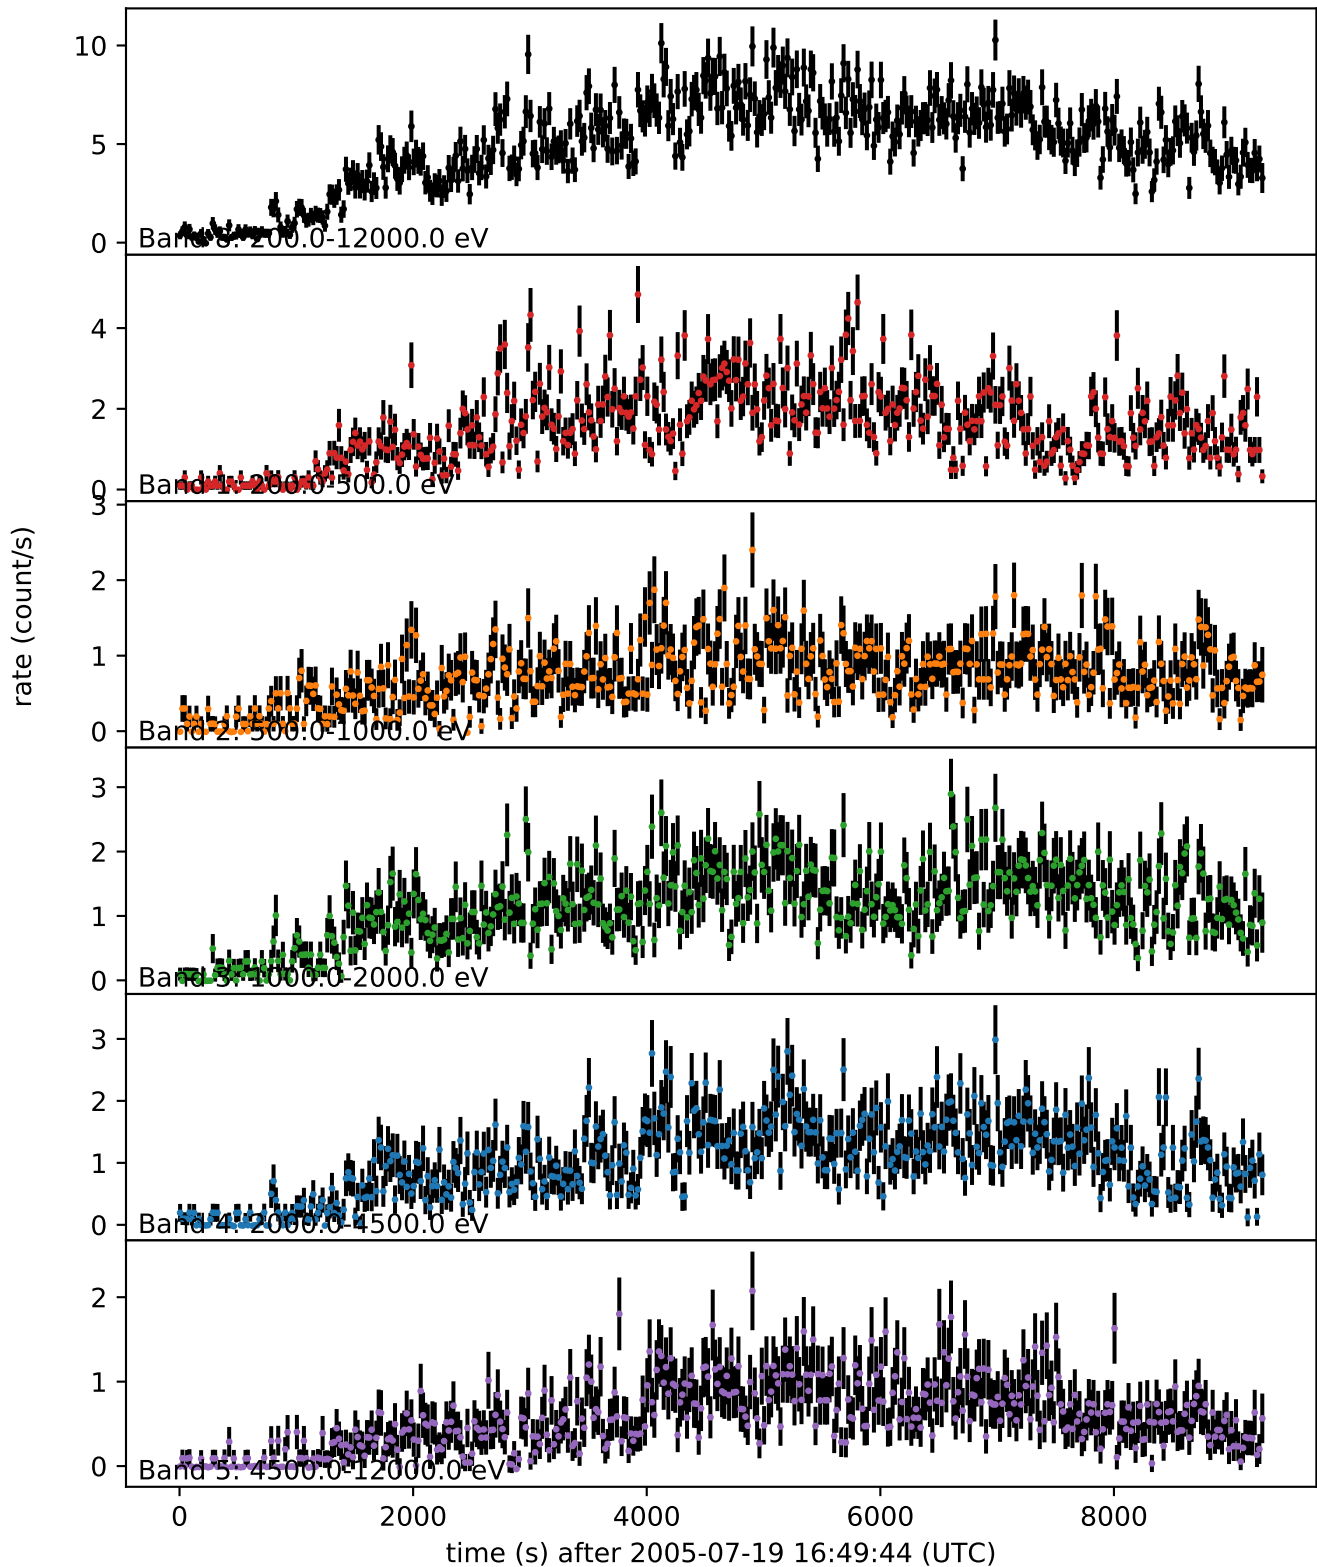 10
5
0
Band 8: 200.0-12000.0 eV
4
2
0
Band 1: 200.0-500.0 eV
3
2
1
0
Band 2: 500.0-1000.0 eV
rate (count/s)
3
2
1
0
Band 3: 1000.0-2000.0 eV
3
2
1
0
Band 4: 2000.0-4500.0 eV
2
1
0
Band 5: 4500.0-12000.0 eV
0 2000 4000 6000 8000
time (s) after 2005-07-19 16:49:44 (UTC)